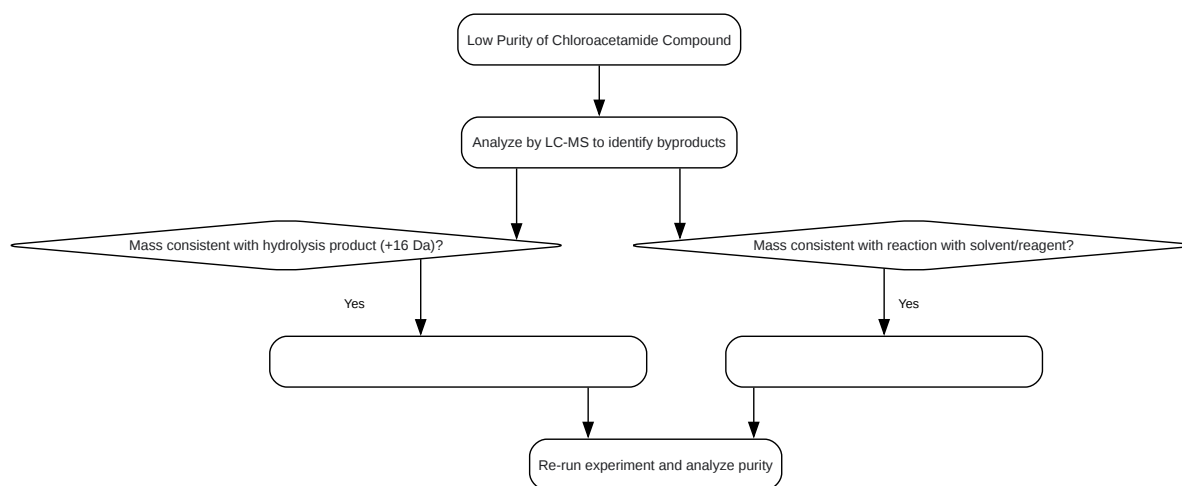 Low Purity of Chloroacetamide Compound
Analyze by LC-MS to identify byproducts
Mass consistent with hydrolysis product (+16 Da)?
Mass consistent with reaction with solvent/reagent?
Yes
Yes
Re-run experiment and analyze purity